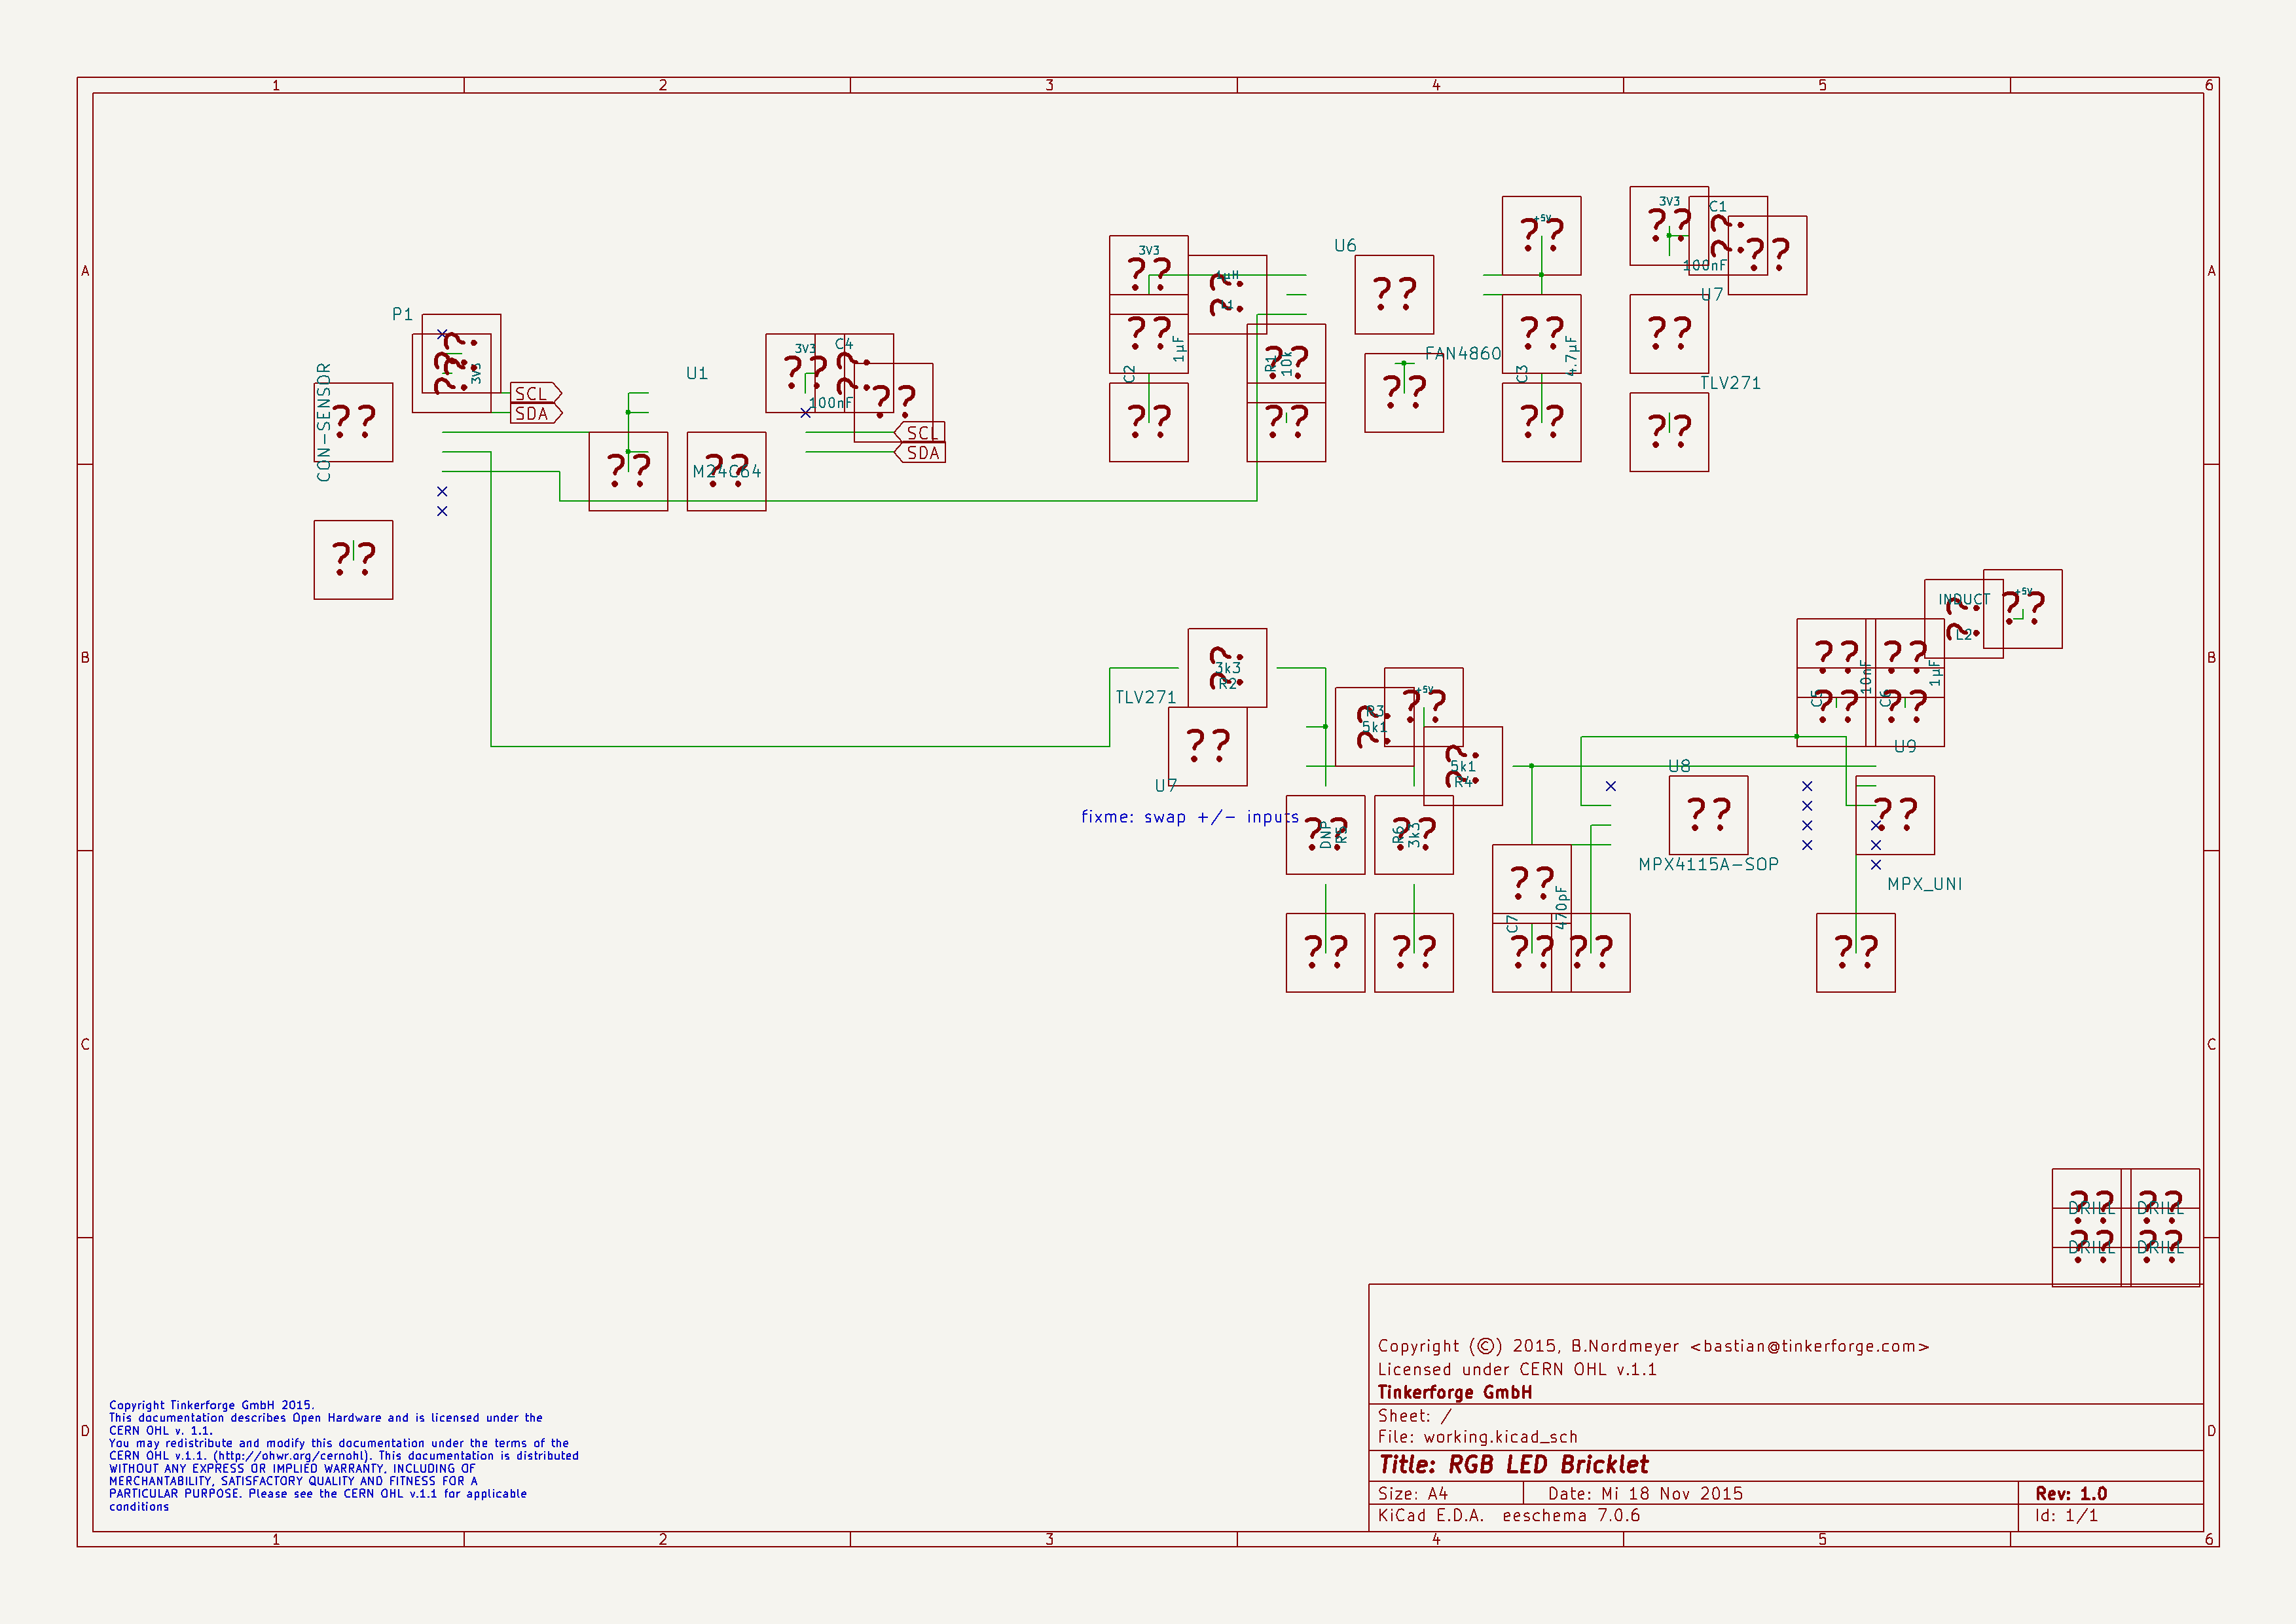 1 2 3 4 5 6
A A
B B
C C
D D
1 2 3 4 5 6
P1
CON-SENSOR
??
??
??
??
3V3
SCL
SDA
U1
??
??
M24C64
3V3
??
C4
??
100nF
??
SCL
SDA
3V3
??
??
1µF
C2
??
1µH
??
L1
R1
10k
??
??
U6
??
FAN4860
??
+5V
??
??
4.7µF
C3
??
3V3
??
C1
??
100nF
??
U7
??
TLV271
??
3k3
??
R2
TLV271
??
U7
fixme: swap +/- inputs
R3
5k1
??
+5V
??
5k1
??
R4
DNP
R5
??
R6
3k3
??
??
??
??
470pF
C7
??
??
U8
??
MPX4115A-SOP
??
??
10nF
C5
??
??
1µF
C6
INDUCT
??
L2
+5V
??
U9
??
MPX_UNI
??
??
DRILL
??
DRILL
??
DRILL
??
DRILL
Copyright Tinkerforge GmbH 2015.
This documentation describes Open Hardware and is licensed under the
CERN OHL v. 1.1.
You may redistribute and modify this documentation under the terms of the
CERN OHL v.1.1. (http://ohwr.org/cernohl). This documentation is distributed
WITHOUT ANY EXPRESS OR IMPLIED WARRANTY, INCLUDING OF
MERCHANTABILITY, SATISFACTORY QUALITY AND FITNESS FOR A
PARTICULAR PURPOSE. Please see the CERN OHL v.1.1 for applicable
conditions
Copyright (©) 2015, B.Nordmeyer <bastian@tinkerforge.com>
Licensed under CERN OHL v.1.1
Tinkerforge GmbH
Sheet: /
File: working.kicad_sch
Title: RGB LED Bricklet
Size: A4 Date: Mi 18 Nov 2015 Rev: 1.0
KiCad E.D.A. eeschema 7.0.6 Id: 1/1